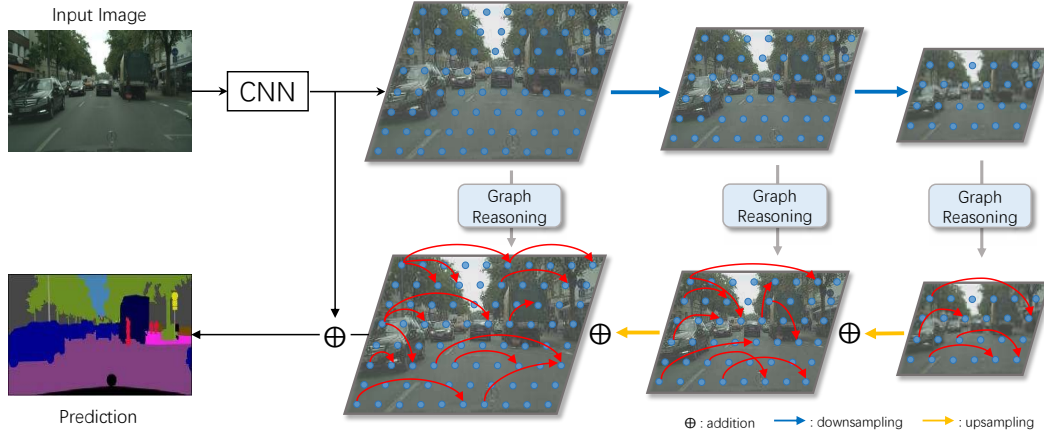 Input Image
CNN
Graph
Reasoning
Graph
Reasoning
Graph
Reasoning
Prediction
⊕ : addition
: downsampling
: upsampling